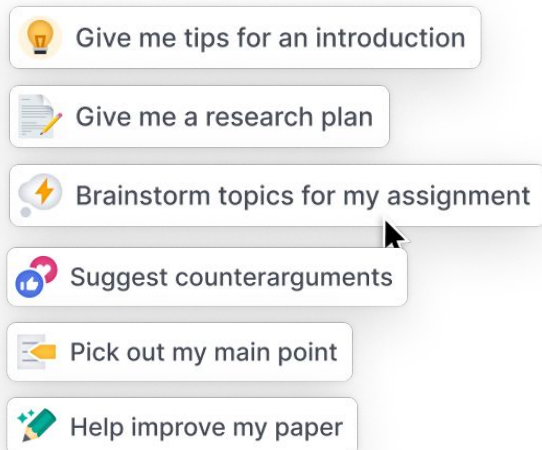 Give me tips for an introduction
Give me a research plan
Brainstorm topics for my assignment
Suggest counterarguments
Pick out my main point
Help improve my paper